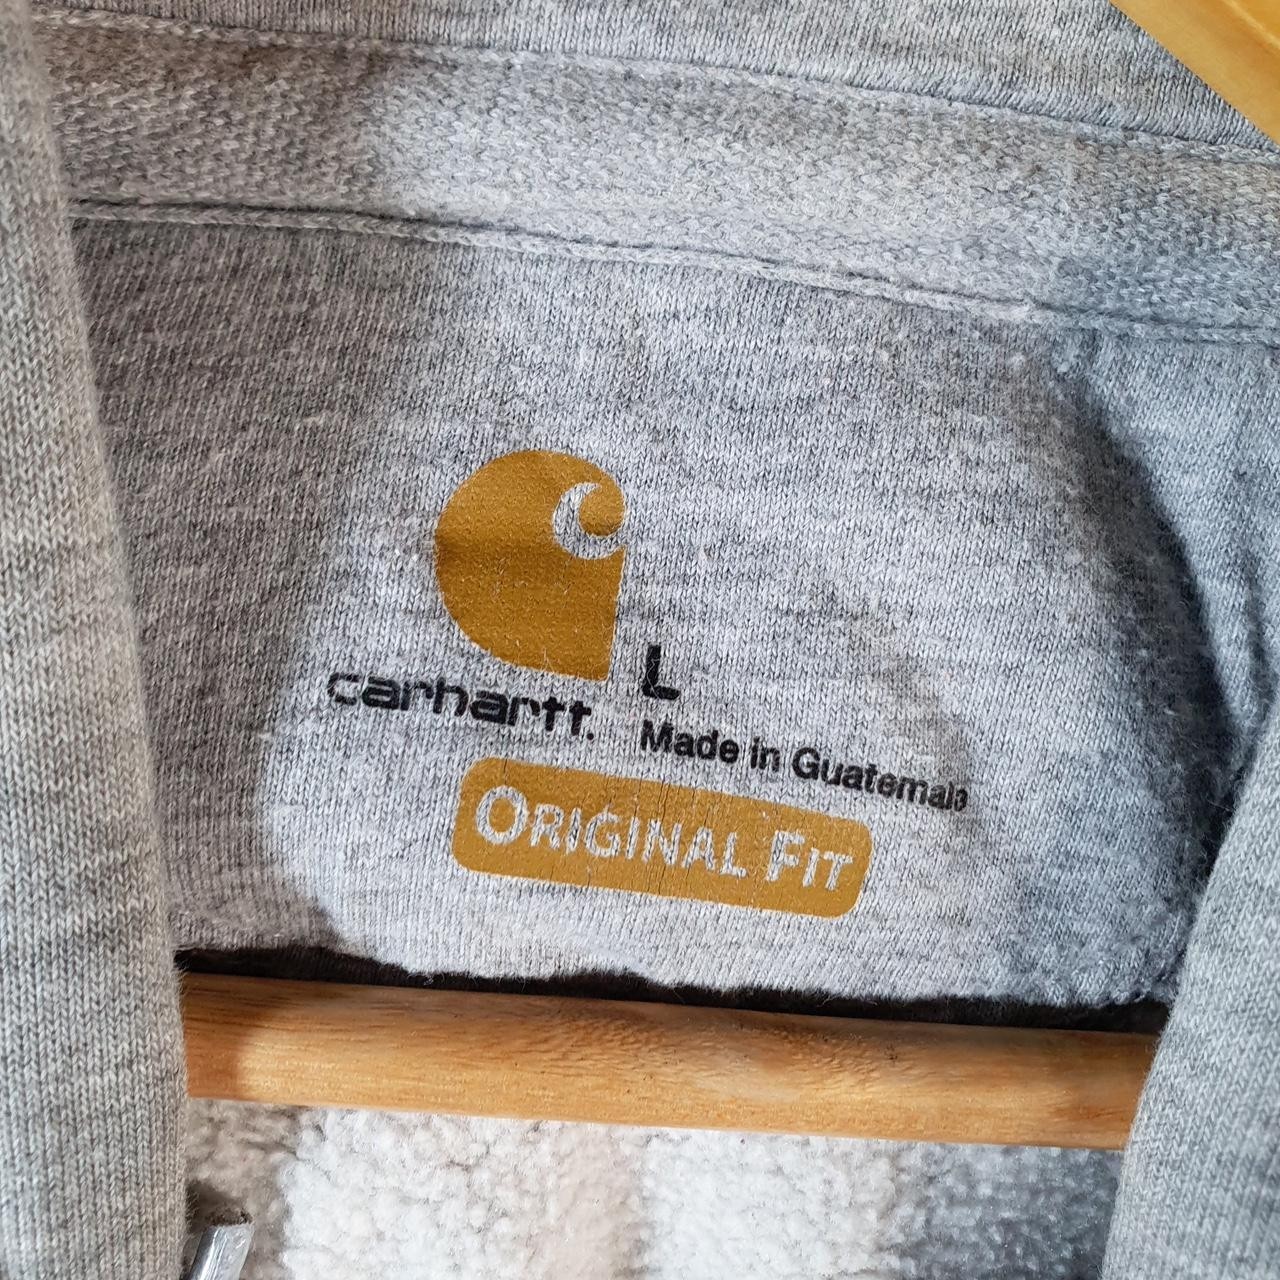 L
carhartt.
Made in Guatemala
ORIGINAL FIT